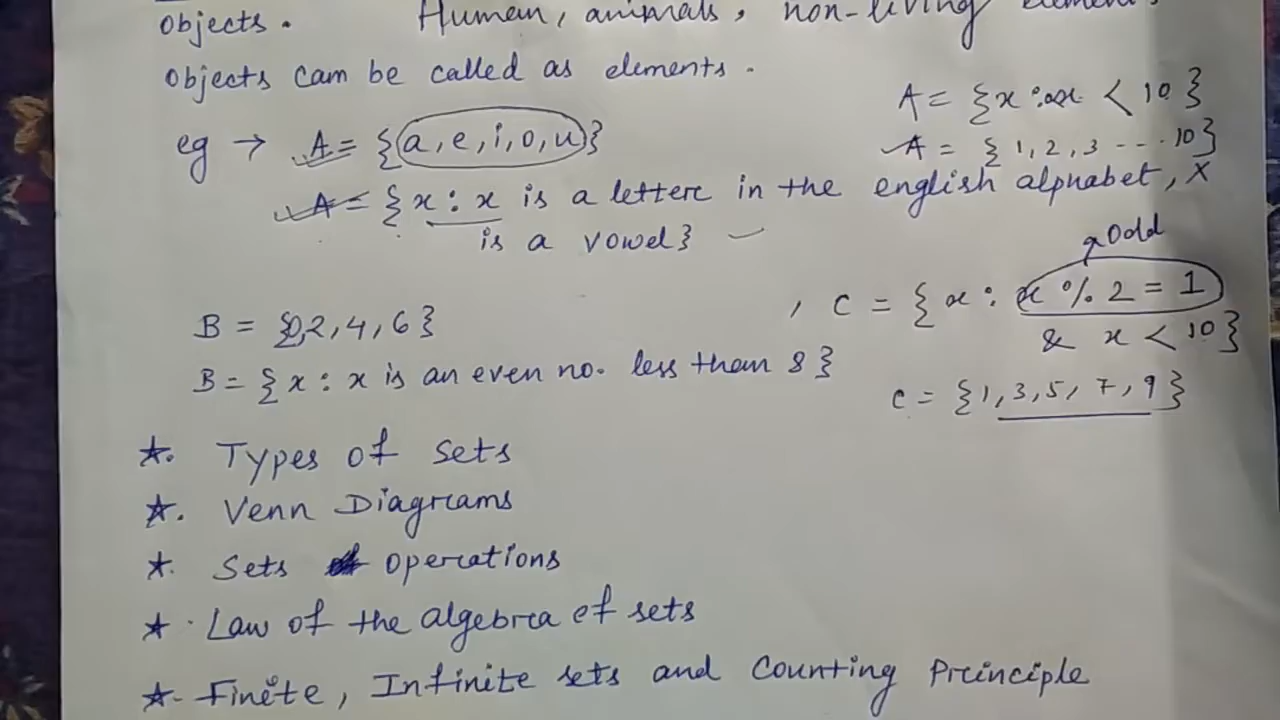 objects. Human, animals, non-living elements
objects can be called as elements.
A = {x : x < 10}
eg → A = {a, e, i, o, u}
A = {1, 2, 3 --- . 10}
A = {x : x is a letter in the english alphabet, x
is a vowel}
Odd
, C = {x : x % 2 = 1
& x < 10}
B = {0,2, 4, 6}
B = {x : x is an even no. less than 8}
C = {1, 3, 5, 7, 9}
★. Types of sets
★. Venn Diagrams
★. Sets Operations
★. Law of the algebra of sets
★- Finite, Infinite sets and Counting Principle